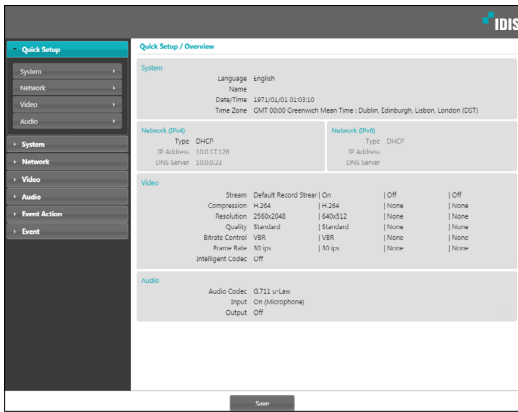 IDIS
Quick Setup
System
Network
Video
Audio
System
Network
Video
Audio
Event Action
Event
Quick Setup / Overview
System
Language English
Name
Date/Time 1971/01/01 01:03:10
Time Zone GMT 00:00 Greenwich Mean Time : Dublin, Edinburgh, Lisbon, London (DST)
Network (IPv4)
Type DHCP
IP Address 10.0.17.126
DNS Server 10.0.0.23
Network (IPv6)
Type DHCP
IP Address
DNS Server
Video
Stream Default Record Strear | On | Off | Off
Compression H.264 | H.264 | None | None
Resolution 2560x2048 | 640x512 | None | None
Quality Standard | Standard | None | None
Bitrate Control VBR | VBR | None | None
Frame Rate 30 ips | 30 ips | None | None
Intelligent Codec Off
Audio
Audio Codec G.711 u-Law
Input On (Microphone)
Output Off
Save